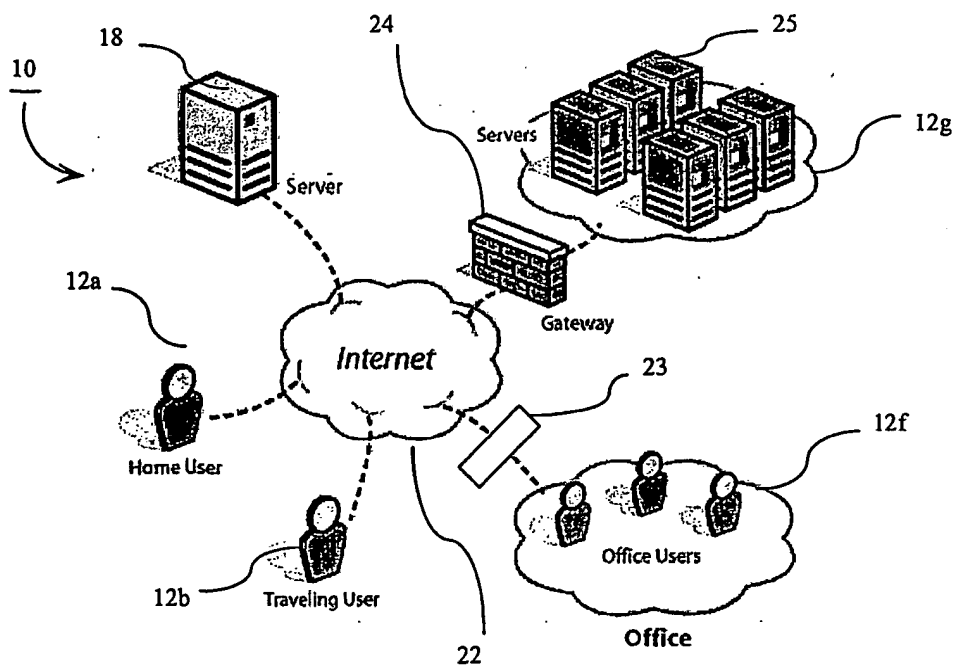 24
25
18
10
Servers
12g
Server
12a
Gateway
Internet
23
12f
Home User
Office Users
12b
Traveling User
Office
22